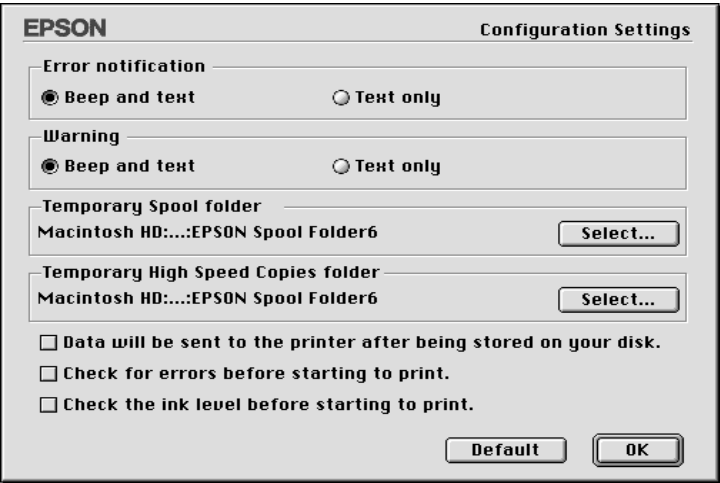 EPSON Configuration Settings
Error notification
Beep and text Text only
Warning
Beep and text Text only
Temporary Spool folder
Macintosh HD:...:EPSON Spool Folder6 Select...
Temporary High Speed Copies folder
Macintosh HD:...:EPSON Spool Folder6 Select...
Data will be sent to the printer after being stored on your disk.
Check for errors before starting to print.
Check the ink level before starting to print.
Default OK